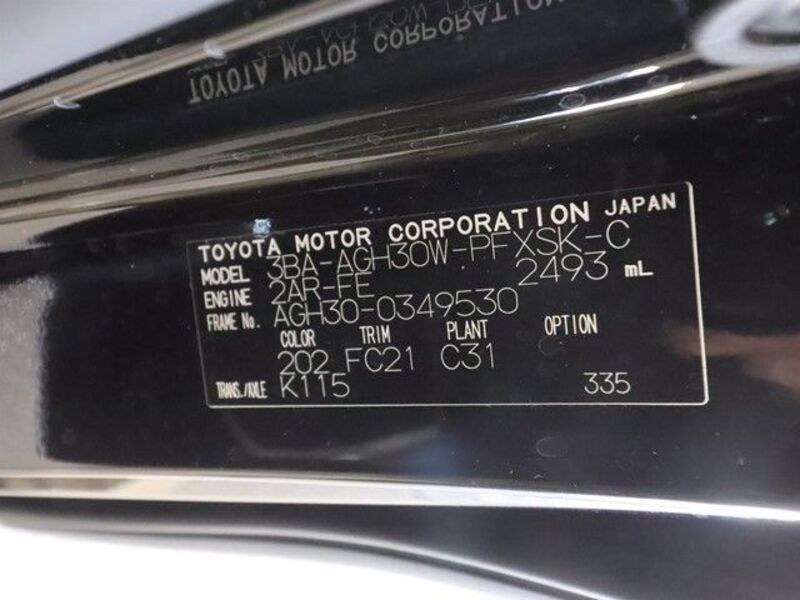 TOYOTA MOTOR CORPORATION
TOYOTA MOTOR CORPORATION JAPAN
MODEL 3BA-AGH30W-PFXSK-C
ENGINE 2AR-FE 2493 mL
FRAME No. AGH30-0349530
COLOR TRIM PLANT OPTION
202 FC21 C31
TRANS./AXLE K115 335